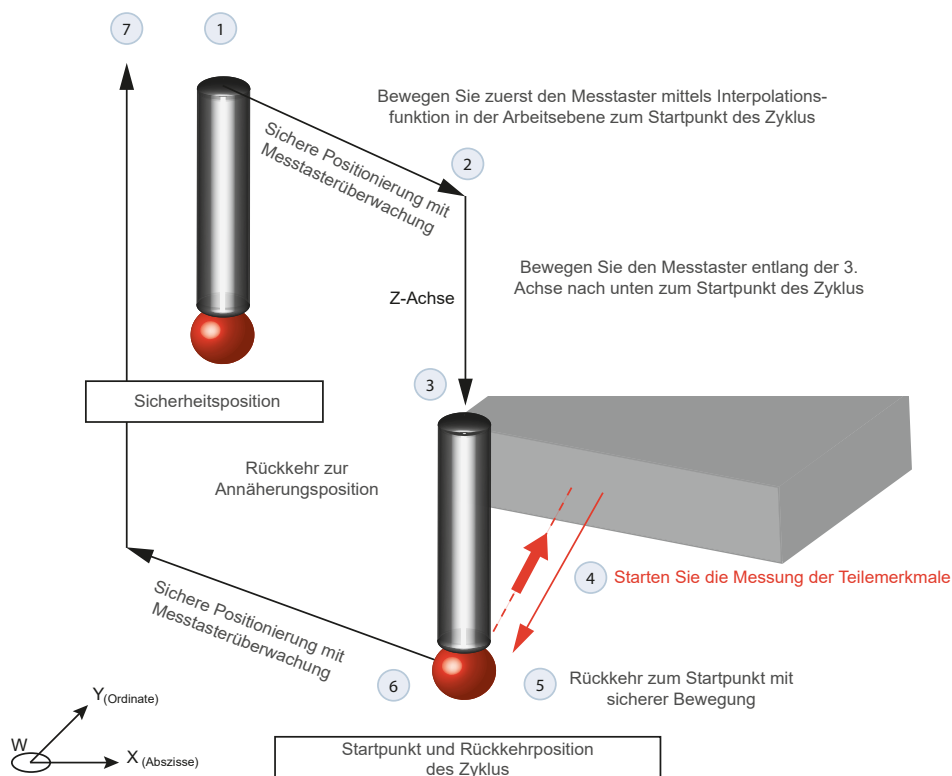 7
1
Bewegen Sie zuerst den Messtaster mittels Interpolations-
funktion in der Arbeitsebene zum Startpunkt des Zyklus
Sichere Positionierung mit
Messtasterüberwachung
2
Bewegen Sie den Messtaster entlang der 3.
Achse nach unten zum Startpunkt des Zyklus
Z-Achse
3
Sicherheitsposition
Rückkehr zur
Annäherungsposition
4
Starten Sie die Messung der Teilemerkmale
Sichere Positionierung mit
Messtasterüberwachung
6
5
Rückkehr zum Startpunkt mit
sicherer Bewegung
Y (Ordinate)
W
X (Abszisse)
Startpunkt und Rückkehrposition
des Zyklus